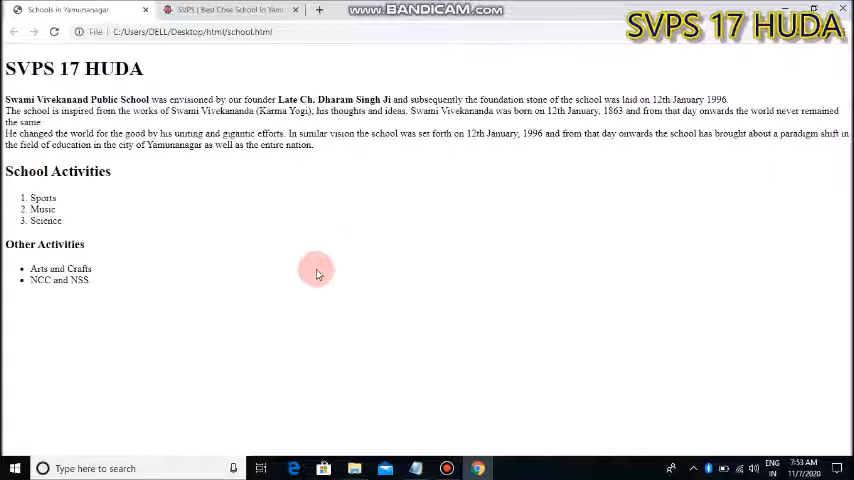 Schools in Yamunanagar
SVPS | Best Cbse School In Yam
www.BANDICAM.com
SVPS 17 HUDA
File
C:/Users/DELL/Desktop/html/school.html
SVPS 17 HUDA
Swami Vivekanand Public School was envisioned by our founder Late Ch. Dharam Singh Ji and subsequently the foundation stone of the school was laid on 12th January 1996.
The school is inspired from the works of Swami Vivekananda (Karma Yogi); his thoughts and ideas. Swami Vivekananda was born on 12th January, 1863 and from that day onwards the world never remained
the same.
He changed the world for the good by his uniting and gigantic efforts. In similar vision the school was set forth on 12th January, 1996 and from that day onwards the school has brought about a paradigm shift in
the field of education in the city of Yamunanagar as well as the entire nation.
School Activities
1. Sports
2. Music
3. Science
Other Activities
• Arts and Crafts
• NCC and NSS
Type here to search
ENG
IN
7:53 AM
11/7/2020